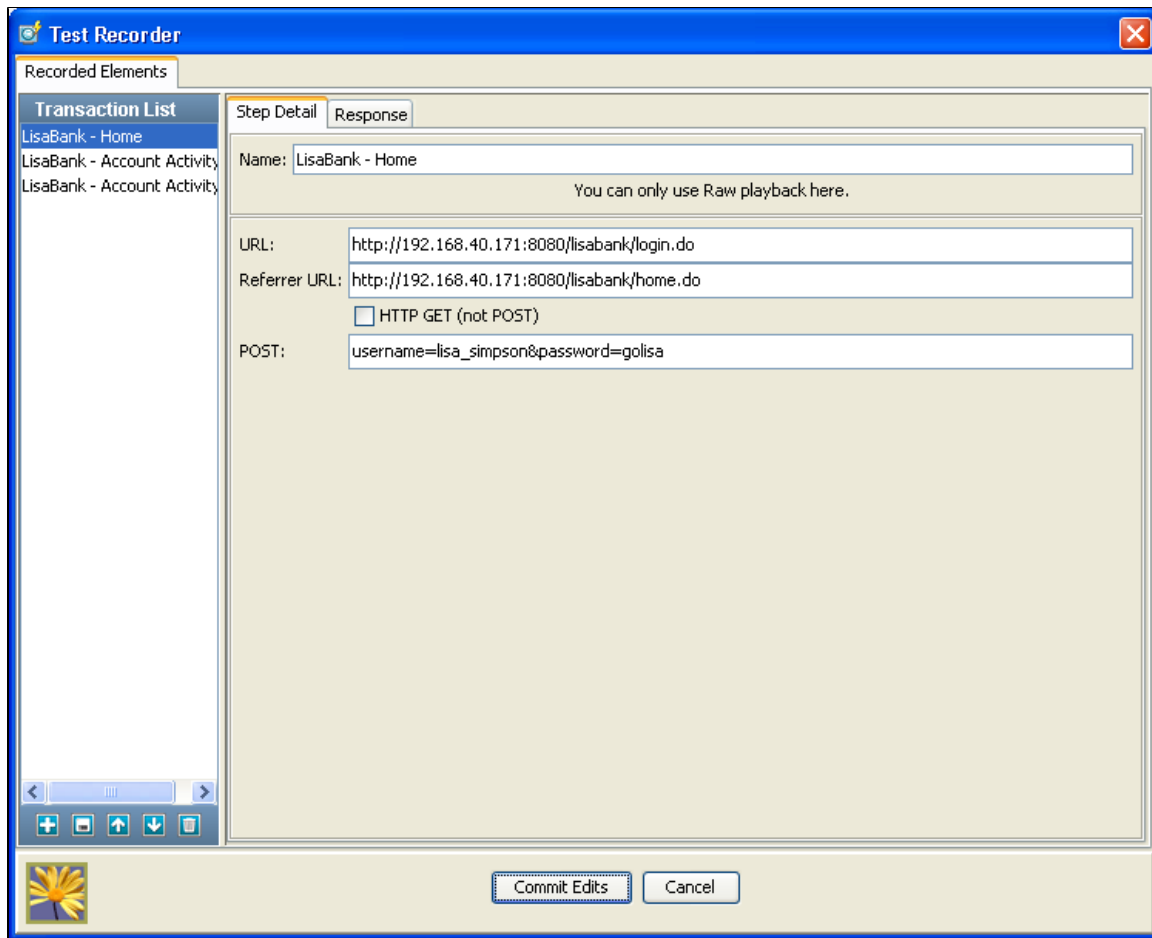 Test Recorder
Recorded Elements
Transaction List
LisaBank - Home
LisaBank - Account Activity
LisaBank - Account Activity
Step Detail
Response
Name: LisaBank - Home
You can only use Raw playback here.
URL: http://192.168.40.171:8080/lisabank/login.do
Referrer URL: http://192.168.40.171:8080/lisabank/home.do
HTTP GET (not POST)
POST: username=lisa_simpson&password=golisa
Commit Edits
Cancel